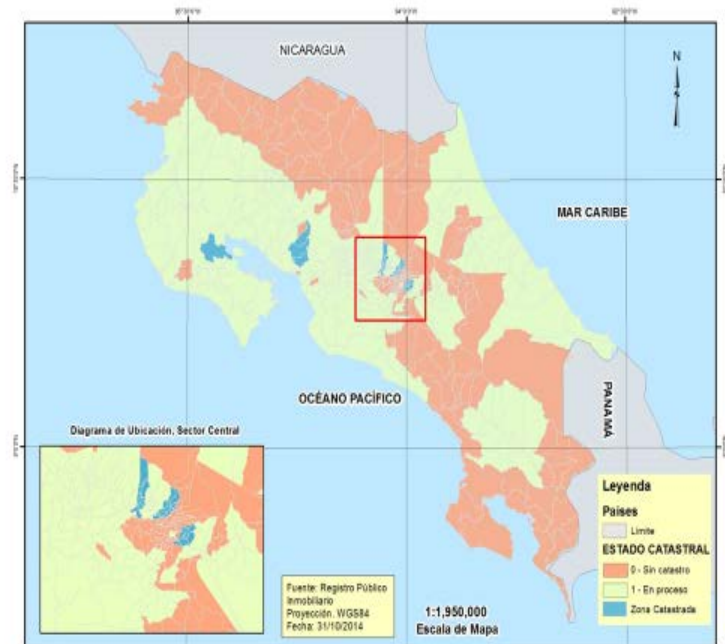 NICARAGUA
N
MAR CARIBE
OCÉANO PACÍFICO
PANAMÁ
Diagrama de Ubicación, Sector Central
Fuente: Registro Público
Inmobiliario
Proyección. WGS84
Fecha: 31/10/2014
1:1,950,000
Escala de Mapa
Leyenda
Países
Límite
ESTADO CATASTRAL
0 - Sin catastro
1 - En proceso
Zona Catastrada